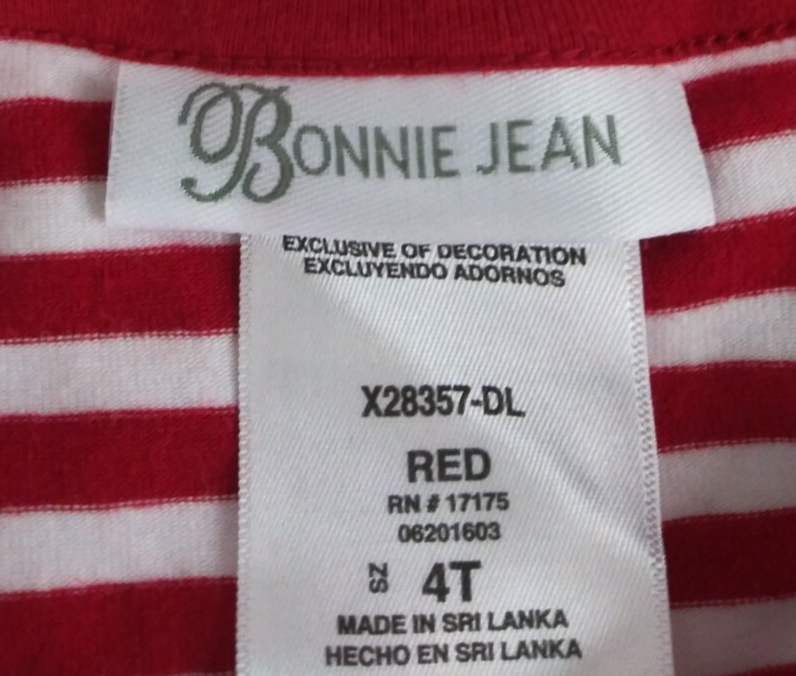 BONNIE JEAN
EXCLUSIVE OF DECORATION
EXCLUYENDO ADORNOS
X28357-DL
RED
RN # 17175
06201603
SZ 4T
MADE IN SRI LANKA
HECHO EN SRI LANKA